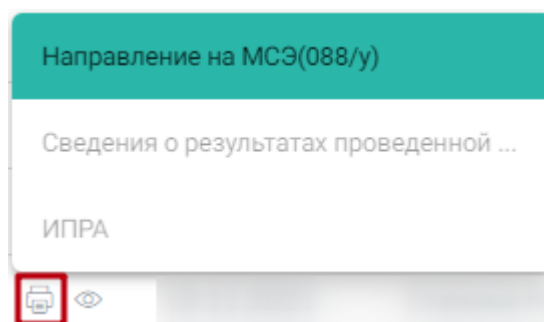 Направление на МСЭ(088/у)
Сведения о результатах проведенной ...
ИПРА